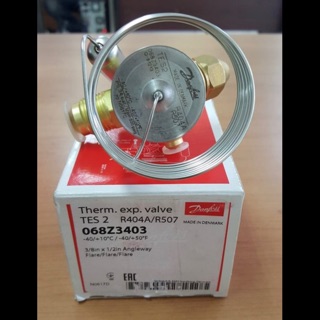 Danfoss
Therm. exp. valve
TES 2 R404A/R507
068Z3403
-40/+10°C / -40/+50°F
3/8in x 1/2in Angleway
Flare/Flare/Flare
Danfoss
MADE IN DENMARK
EAC